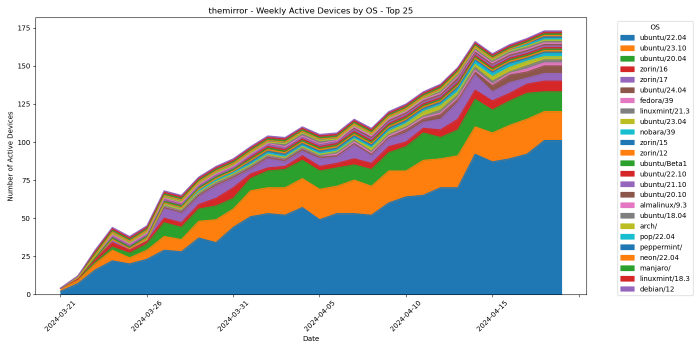 themirror - Weekly Active Devices by OS - Top 25
Number of Active Devices
175
150
125
100
75
50
25
0
2024-03-21
2024-03-26
2024-03-31
2024-04-05
2024-04-10
2024-04-15
Date
OS
ubuntu/22.04
ubuntu/23.10
ubuntu/20.04
zorin/16
zorin/17
ubuntu/24.04
fedora/39
linuxmint/21.3
ubuntu/23.04
nobara/39
zorin/15
zorin/12
ubuntu/Beta1
ubuntu/22.10
ubuntu/21.10
ubuntu/20.10
almalinux/9.3
ubuntu/18.04
arch/
pop/22.04
peppermint/
neon/22.04
manjaro/
linuxmint/18.3
debian/12